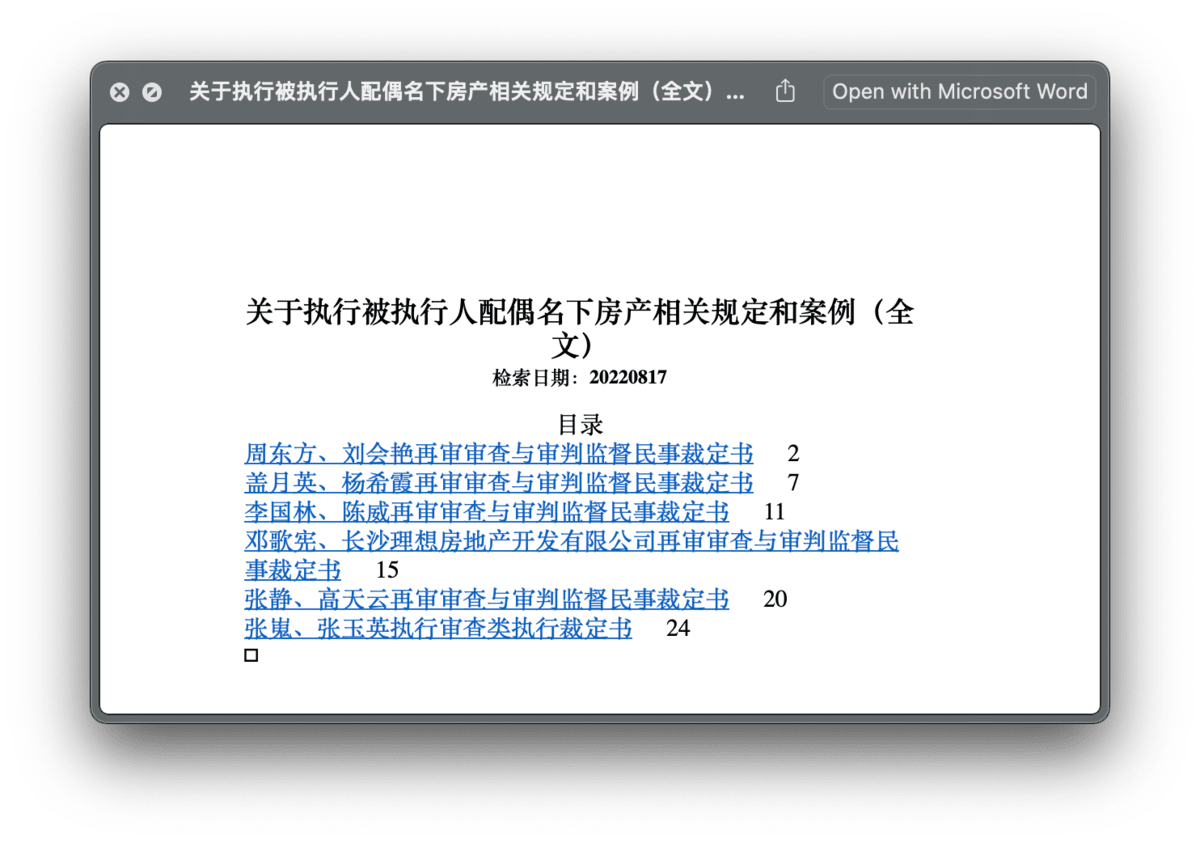 关于执行被执行人配偶名下房产相关规定和案例（全文）...
Open with Microsoft Word
关于执行被执行人配偶名下房产相关规定和案例（全
文）
检索日期：20220817
目录
周东方、刘会艳再审审查与审判监督民事裁定书 2
盖月英、杨希霞再审审查与审判监督民事裁定书 7
李国林、陈威再审审查与审判监督民事裁定书 11
邓歌宪、长沙理想房地产开发有限公司再审审查与审判监督民
事裁定书 15
张静、高天云再审审查与审判监督民事裁定书 20
张嵬、张玉英执行审查类执行裁定书 24